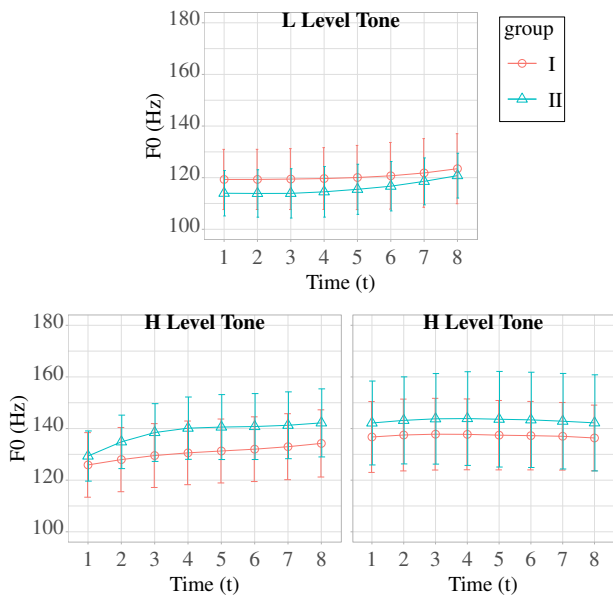 L Level Tone
group
I
II
F0 (Hz)
180
160
140
120
100
1 2 3 4 5 6 7 8
Time (t)
H Level Tone
H Level Tone
F0 (Hz)
180
160
140
120
100
1 2 3 4 5 6 7 8
1 2 3 4 5 6 7 8
Time (t)
Time (t)